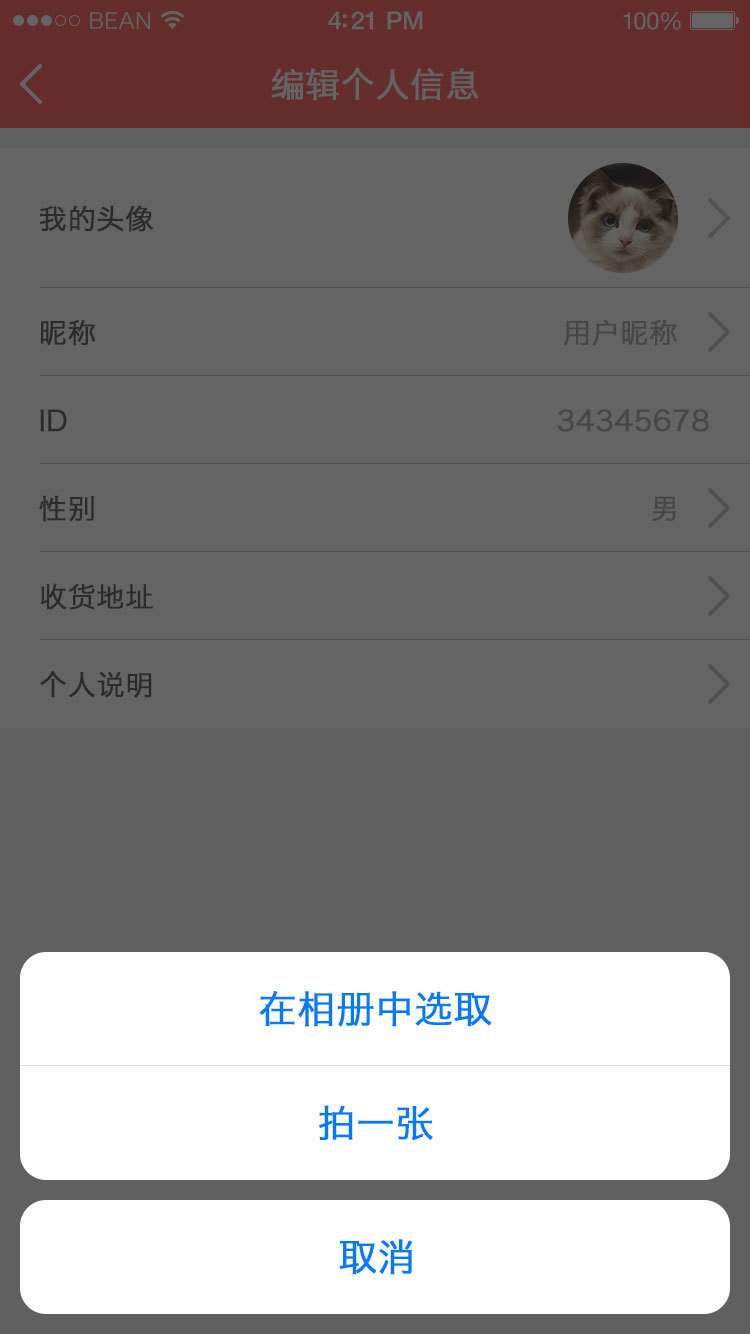 BEAN 4:21 PM 100%
编辑个人信息
我的头像
昵称 用户昵称
ID 34345678
性别 男
收货地址
个人说明
在相册中选取
拍一张
取消